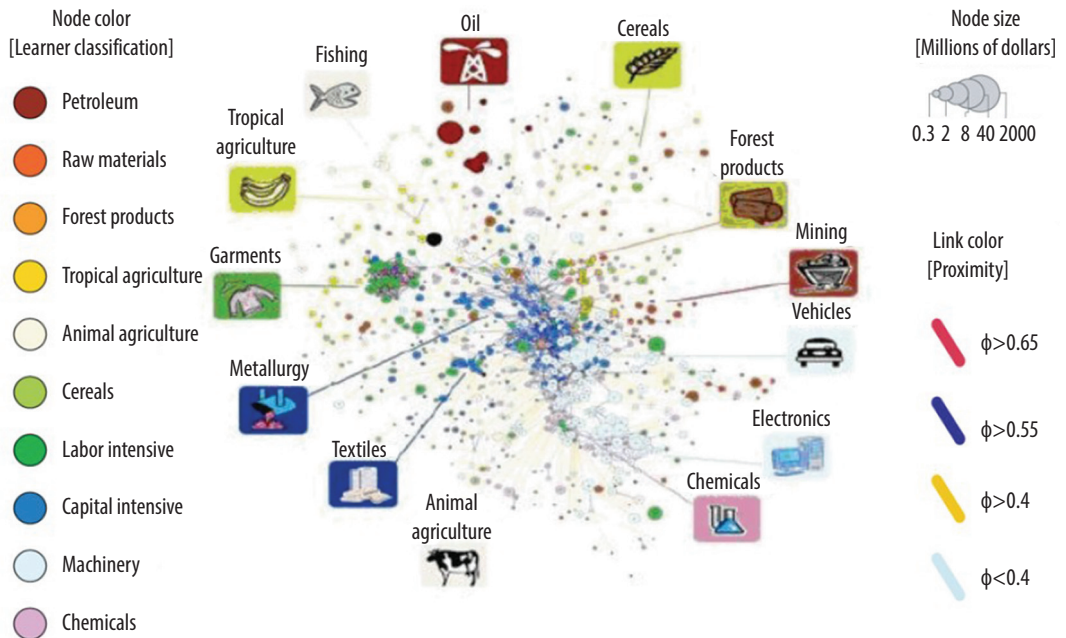 Node color
[Learner classification]
Petroleum
Raw materials
Forest products
Tropical agriculture
Animal agriculture
Cereals
Labor intensive
Capital intensive
Machinery
Chemicals
Oil
Cereals
Fishing
Tropical
agriculture
Forest
products
Garments
Mining
Vehicles
Metallurgy
Textiles
Electronics
Chemicals
Animal
agriculture
Node size
[Millions of dollars]
0.3 2 8 40 2000
Link color
[Proximity]
ϕ>0.65
ϕ>0.55
ϕ>0.4
ϕ<0.4